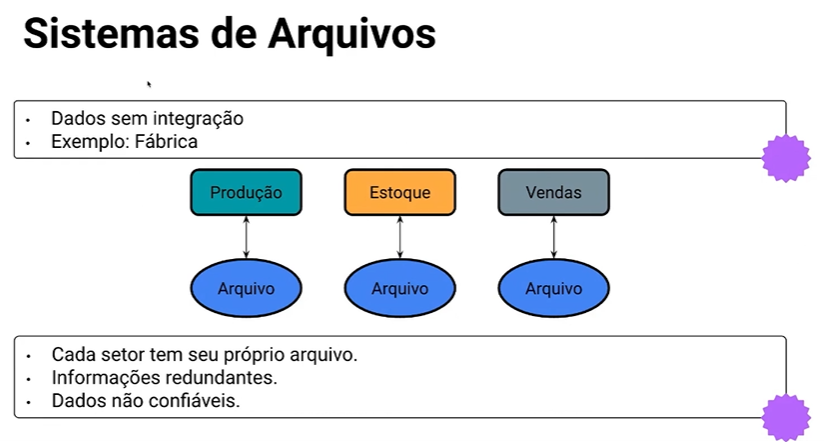 Sistemas de Arquivos
• Dados sem integração
• Exemplo: Fábrica
Produção Estoque Vendas
Arquivo Arquivo Arquivo
• Cada setor tem seu próprio arquivo.
• Informações redundantes.
• Dados não confiáveis.